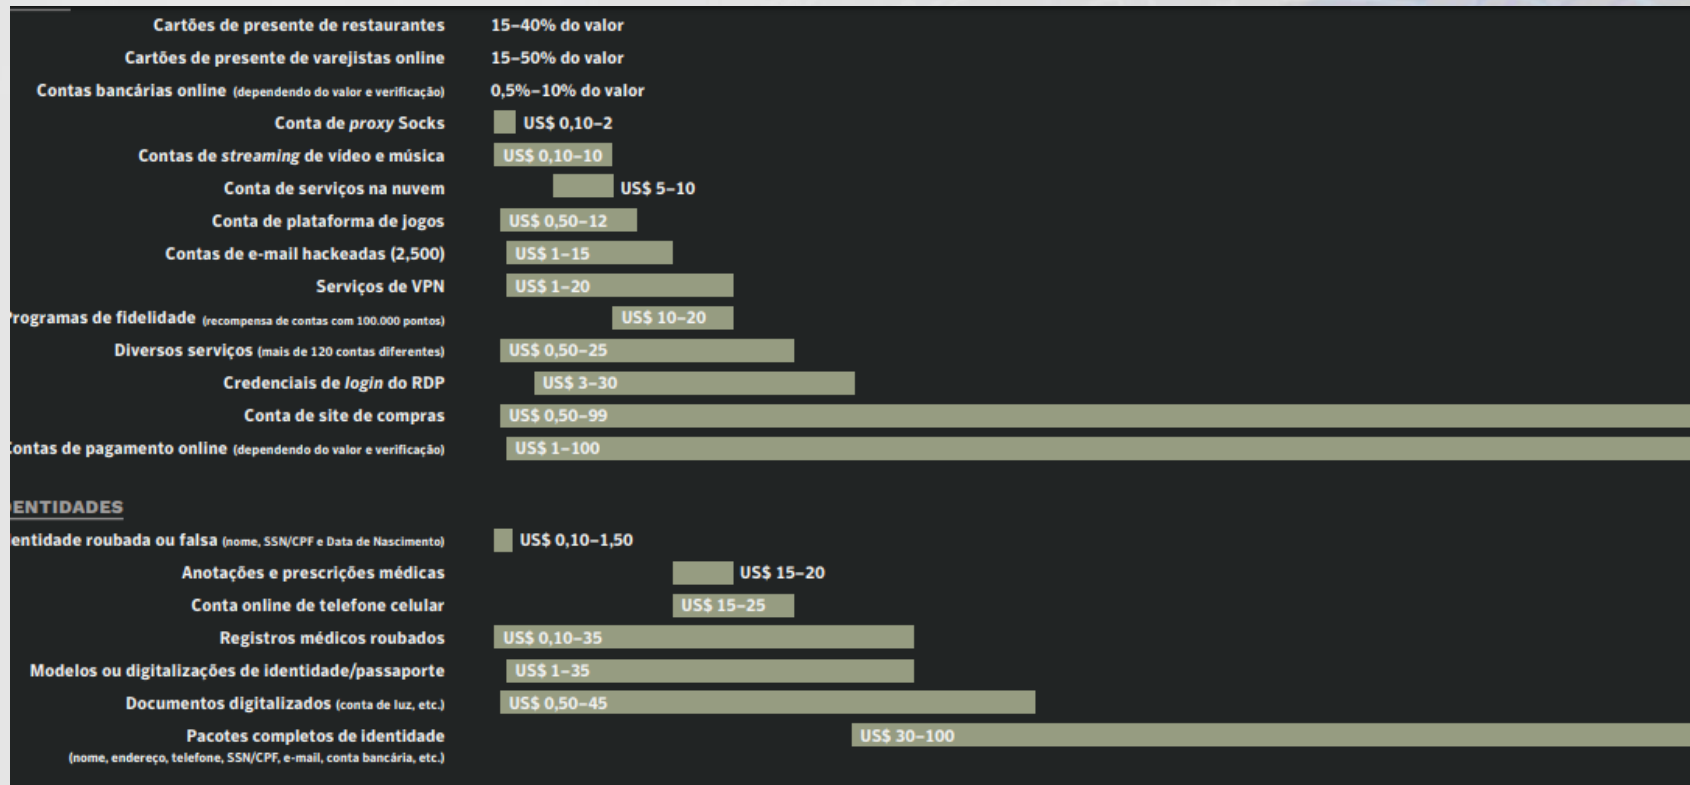 Cartões de presente de restaurantes 15–40% do valor
Cartões de presente de varejistas online 15–50% do valor
Contas bancárias online (dependendo do valor e verificação) 0,5%–10% do valor
Conta de proxy Socks US$ 0,10–2
Contas de streaming de vídeo e música US$ 0,10–10
Conta de serviços na nuvem US$ 5–10
Conta de plataforma de jogos US$ 0,50–12
Contas de e-mail hackeadas (2,500) US$ 1–15
Serviços de VPN US$ 1–20
rogramas de fidelidade (recompensa de contas com 100.000 pontos) US$ 10–20
Diversos serviços (mais de 120 contas diferentes) US$ 0,50–25
Credenciais de login do RDP US$ 3–30
Conta de site de compras US$ 0,50–99
ontas de pagamento online (dependendo do valor e verificação) US$ 1–100
ENTIDADES
entidade roubada ou falsa (nome, SSN/CPF e Data de Nascimento) US$ 0,10–1,50
Anotações e prescrições médicas US$ 15–20
Conta online de telefone celular US$ 15–25
Registros médicos roubados US$ 0,10–35
Modelos ou digitalizações de identidade/passaporte US$ 1–35
Documentos digitalizados (conta de luz, etc.) US$ 0,50–45
Pacotes completos de identidade US$ 30–100
(nome, endereço, telefone, SSN/CPF, e-mail, conta bancária, etc.)